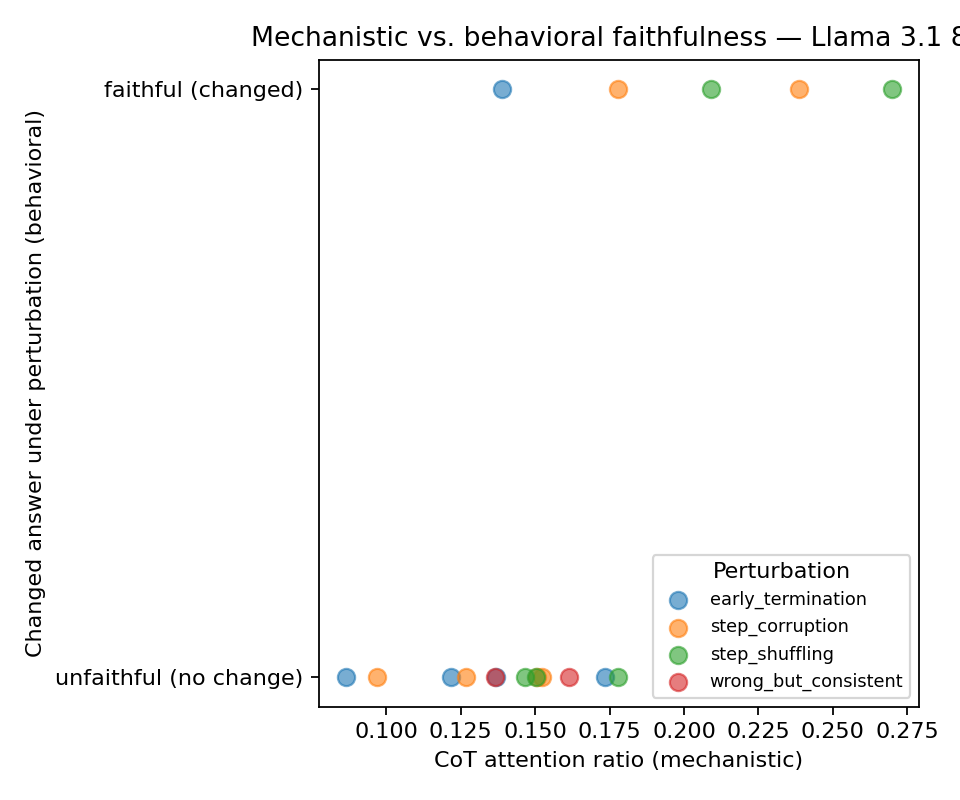 Mechanistic vs. behavioral faithfulness — Llama 3.1 8
faithful (changed)
Changed answer under perturbation (behavioral)
unfaithful (no change)
Perturbation
early_termination
step_corruption
step_shuffling
wrong_but_consistent
0.100 0.125 0.150 0.175 0.200 0.225 0.250 0.275
CoT attention ratio (mechanistic)